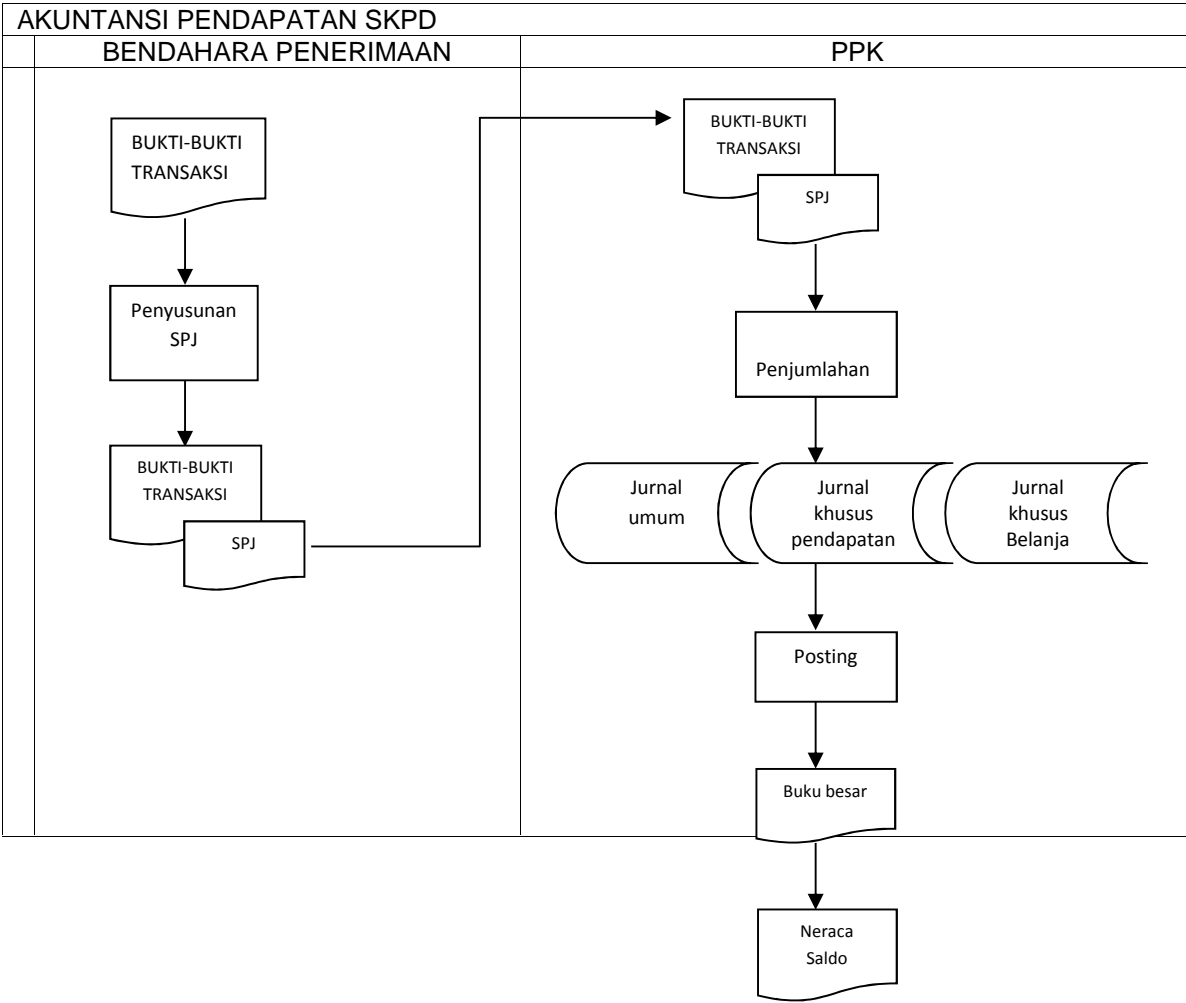 AKUNTANSI PENDAPATAN SKPD
BENDAHARA PENERIMAAN
PPK
BUKTI-BUKTI
TRANSAKSI
Penyusunan
SPJ
BUKTI-BUKTI
TRANSAKSI
SPJ
BUKTI-BUKTI
TRANSAKSI
SPJ
Penjumlahan
Jurnal
umum
Jurnal
khusus
pendapatan
Jurnal
khusus
Belanja
Posting
Buku besar
Neraca
Saldo